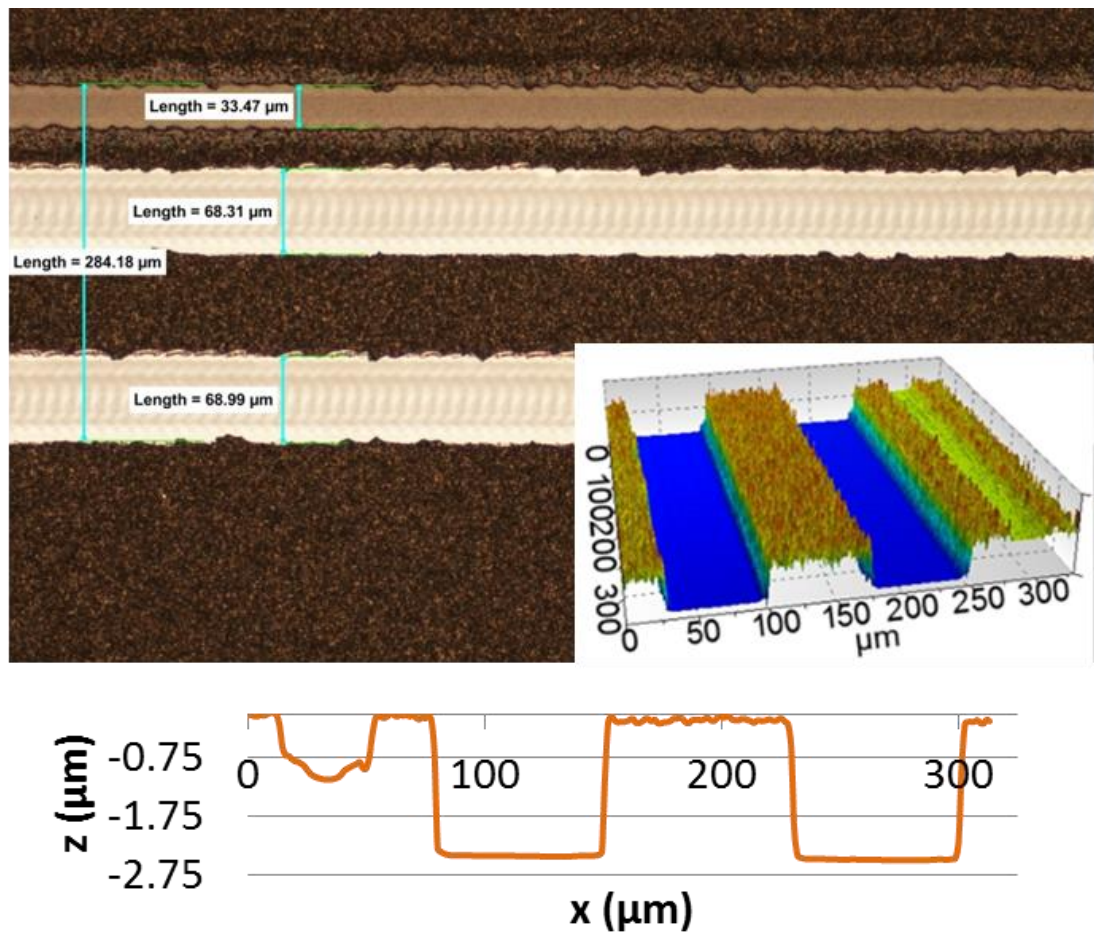 Length = 33.47 µm
Length = 68.31 µm
Length = 284.18 µm
Length = 68.99 µm
0
100
200
300
0
50
100
150
200
250
300
µm
z (µm)
-0.75
-1.75
-2.75
0
100
200
300
x (µm)